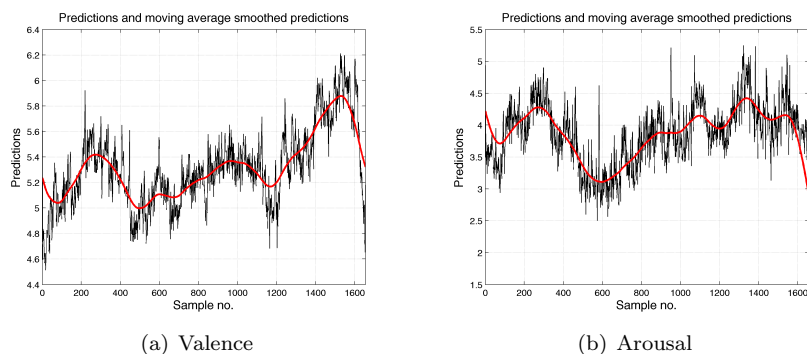 Predictions and moving average smoothed predictions
6.4
6.2
6
5.8
5.6
5.4
5.2
5
4.8
4.6
4.4
Predictions
0 200 400 600 800 1000 1200 1400 1600
Sample no.
(a) Valence
Predictions and moving average smoothed predictions
5.5
5
4.5
4
3.5
3
2.5
2
1.5
Predictions
0 200 400 600 800 1000 1200 1400 1600
Sample no.
(b) Arousal